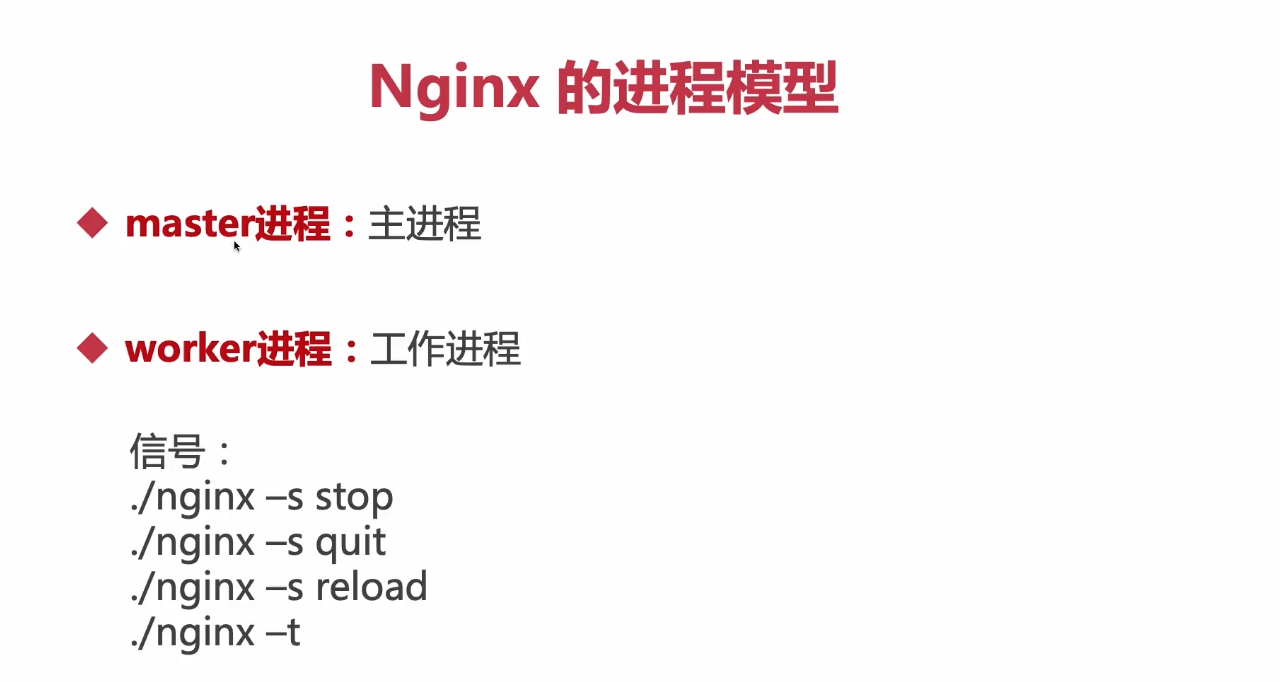 Nginx 的进程模型
master进程：主进程
worker进程：工作进程
信号：
./nginx –s stop
./nginx –s quit
./nginx –s reload
./nginx –t